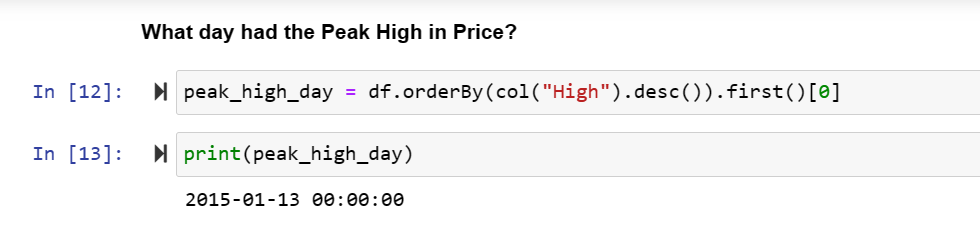 What day had the Peak High in Price?
In [12]: peak_high_day = df.orderBy(col("High").desc()).first()[0]
In [13]: print(peak_high_day)
2015-01-13 00:00:00